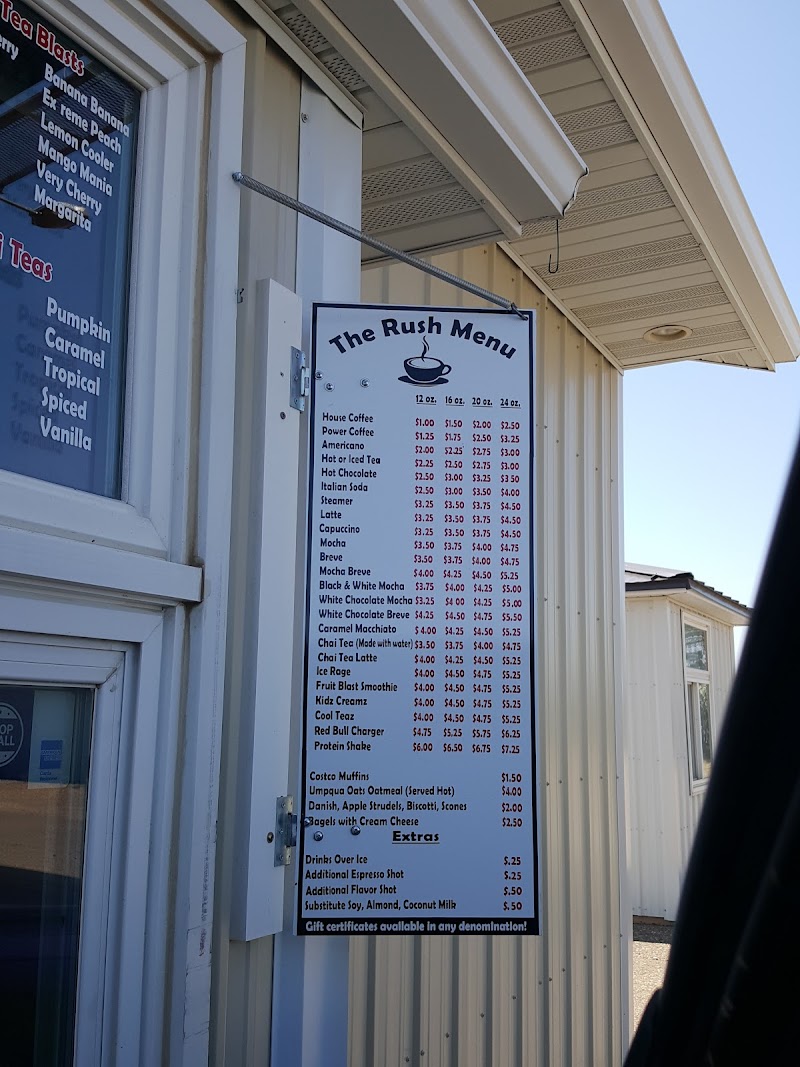 Tea Blasts
erry
Banana Banana
Ex reme Peach
Lemon Cooler
Mango Mania
Very Cherry
Margarita
i Teas
Pumpkin
Caramel
Tropical
Spiced
Vanilla
OP
ALL
The Rush Menu
12 oz. 16 oz. 20 oz. 24 oz.
House Coffee $1.00 $1.50 $2.00 $2.50
Power Coffee $1.25 $1.75 $2.50 $3.25
Americano $2.00 $2.25 $2.75 $3.00
Hot or Iced Tea $2.25 $2.50 $2.75 $3.00
Hot Chocolate $2.50 $3.00 $3.25 $3 50
Italian Soda $2.50 $3.00 $3.50 $4.00
Steamer $3.25 $3.50 $3.75 $4.50
Latte $3.25 $3.50 $3.75 $4.50
Capuccino $3.25 $3.50 $3.75 $4.50
Mocha $3.50 $3.75 $4.00 $4.75
Breve $3.50 $3.75 $4.00 $4.75
Mocha Breve $4.00 $4.25 $4.50 $5.25
Black & White Mocha $3.75 $4.00 $4.25 $5.00
White Chocolate Mocha $3.25 $4 00 $4.25 $5.00
White Chocolate Breve $4.25 $4.50 $4.75 $5.50
Caramel Macchiato $4.00 $4.25 $4.50 $5.25
Chai Tea (Made with water) $3.50 $3.75 $4.00 $4.75
Chai Tea Latte $4.00 $4.25 $4.50 $5.25
Ice Rage $4.00 $4.50 $4.75 $5.25
Fruit Blast Smoothie $4.00 $4.50 $4.75 $5.25
Kidz Creamz $4.00 $4.50 $4.75 $5.25
Cool Teaz $4.00 $4.50 $4.75 $5.25
Red Bull Charger $4.75 $5.25 $5.75 $6.25
Protein Shake $6.00 $6.50 $6.75 $7.25
Costco Muffins $1.50
Umpqua Oats Oatmeal (Served Hot) $4.00
Danish, Apple Strudels, Biscotti, Scones $2.00
Bagels with Cream Cheese $2.50
Extras
Drinks Over Ice $.25
Additional Espresso Shot $.25
Additional Flavor Shot $.50
Substitute Soy, Almond, Coconut Milk $.50
Gift certificates available in any denomination!